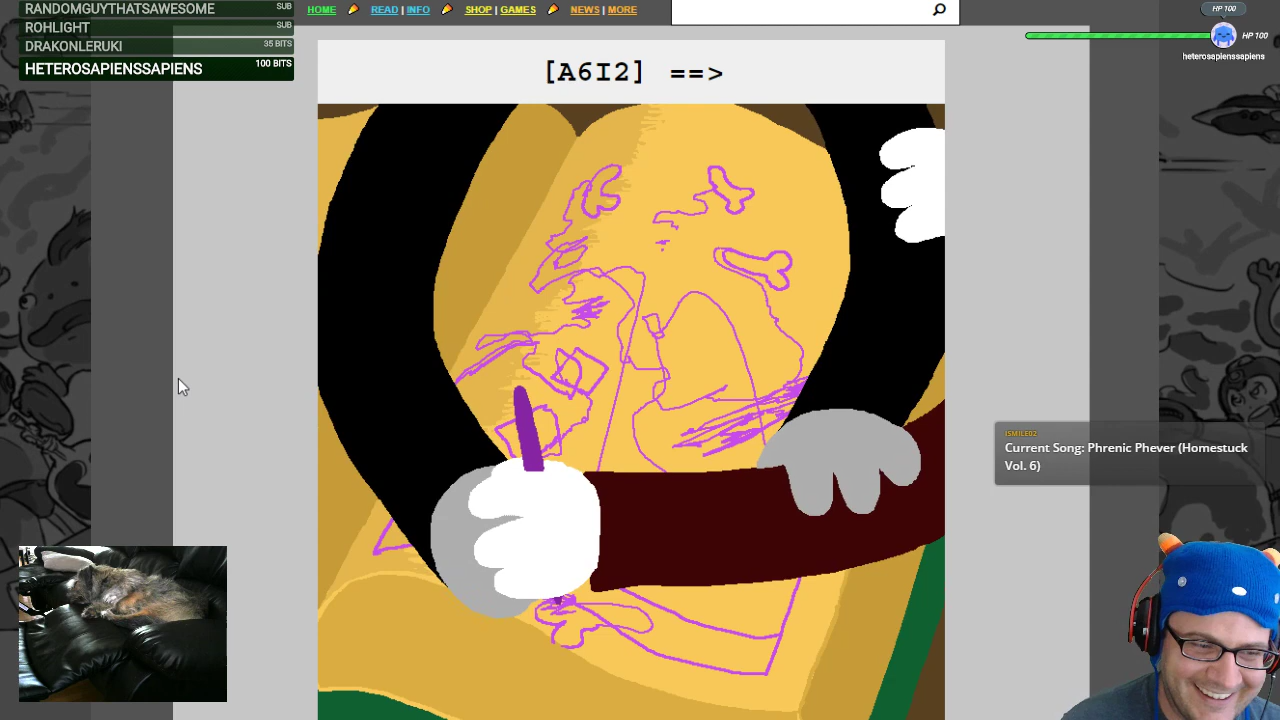 RANDOMGUYTHATSAWESOME SUB
ROHLIGHT SUB
DRAKONLERUKI 35 BITS
HETEROSAPIENSSAPIENS 100 BITS
HOME READ | INFO SHOP | GAMES NEWS | MORE
HP 100
HP 100
heterosapienssapiens
[A6I2] ==>
ISMILE02
Current Song: Phrenic Phever (Homestuck
Vol. 6)